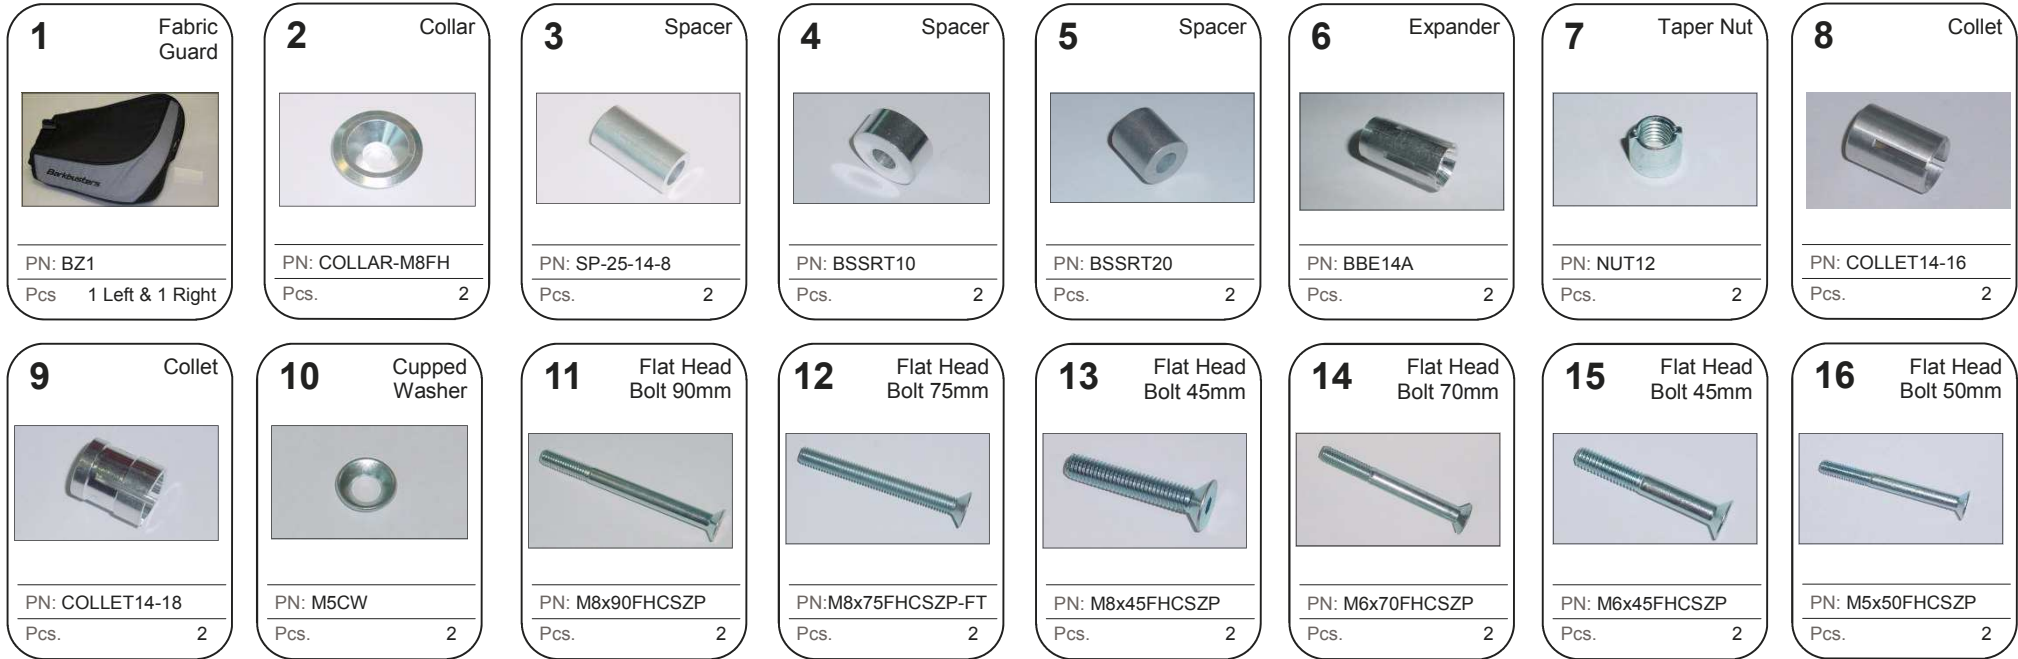 1
Fabric
Guard
Barkbusters
PN: BZ1
Pcs 1 Left & 1 Right
2
Collar
PN: COLLAR-M8FH
Pcs. 2
3
Spacer
PN: SP-25-14-8
Pcs. 2
4
Spacer
PN: BSSRT10
Pcs. 2
5
Spacer
PN: BSSRT20
Pcs. 2
6
Expander
PN: BBE14A
Pcs. 2
7
Taper Nut
PN: NUT12
Pcs. 2
8
Collet
PN: COLLET14-16
Pcs. 2
9
Collet
PN: COLLET14-18
Pcs. 2
10
Cupped
Washer
PN: M5CW
Pcs. 2
11
Flat Head
Bolt 90mm
PN: M8x90FHCSZP
Pcs. 2
12
Flat Head
Bolt 75mm
PN:M8x75FHCSZP-FT
Pcs. 2
13
Flat Head
Bolt 45mm
PN: M8x45FHCSZP
Pcs. 2
14
Flat Head
Bolt 70mm
PN: M6x70FHCSZP
Pcs. 2
15
Flat Head
Bolt 45mm
PN: M6x45FHCSZP
Pcs. 2
16
Flat Head
Bolt 50mm
PN: M5x50FHCSZP
Pcs. 2